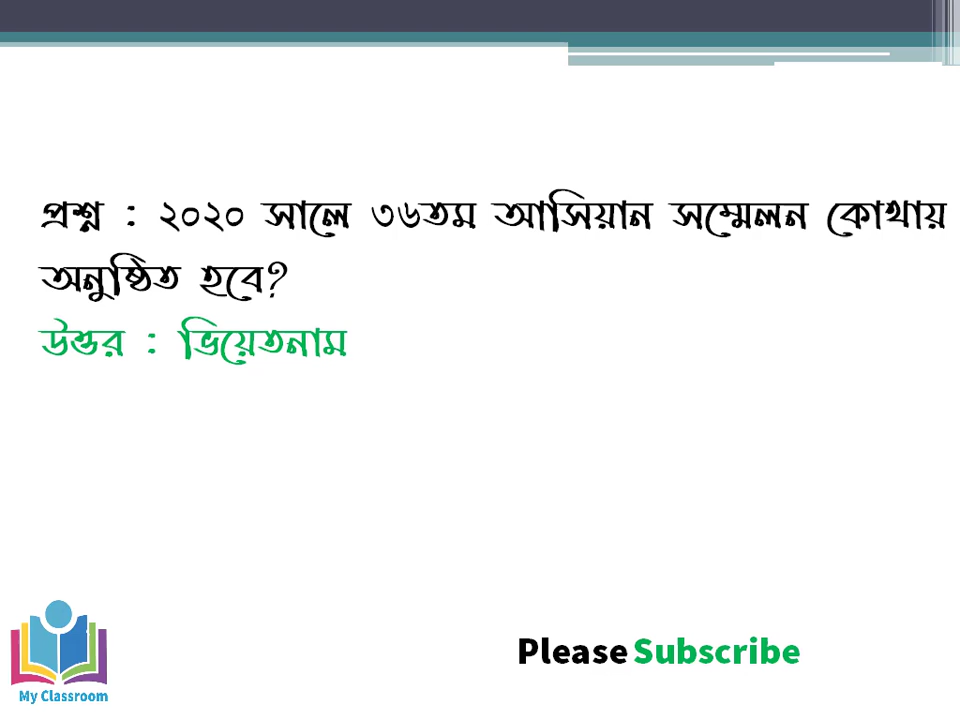 প্রশ্ন : ২০২০ সালে ৩৬তম আসিয়ান সম্মেলন কোথায়
অনুষ্ঠিত হবে?
উত্তর : ভিয়েতনাম
Please Subscribe
My Classroom